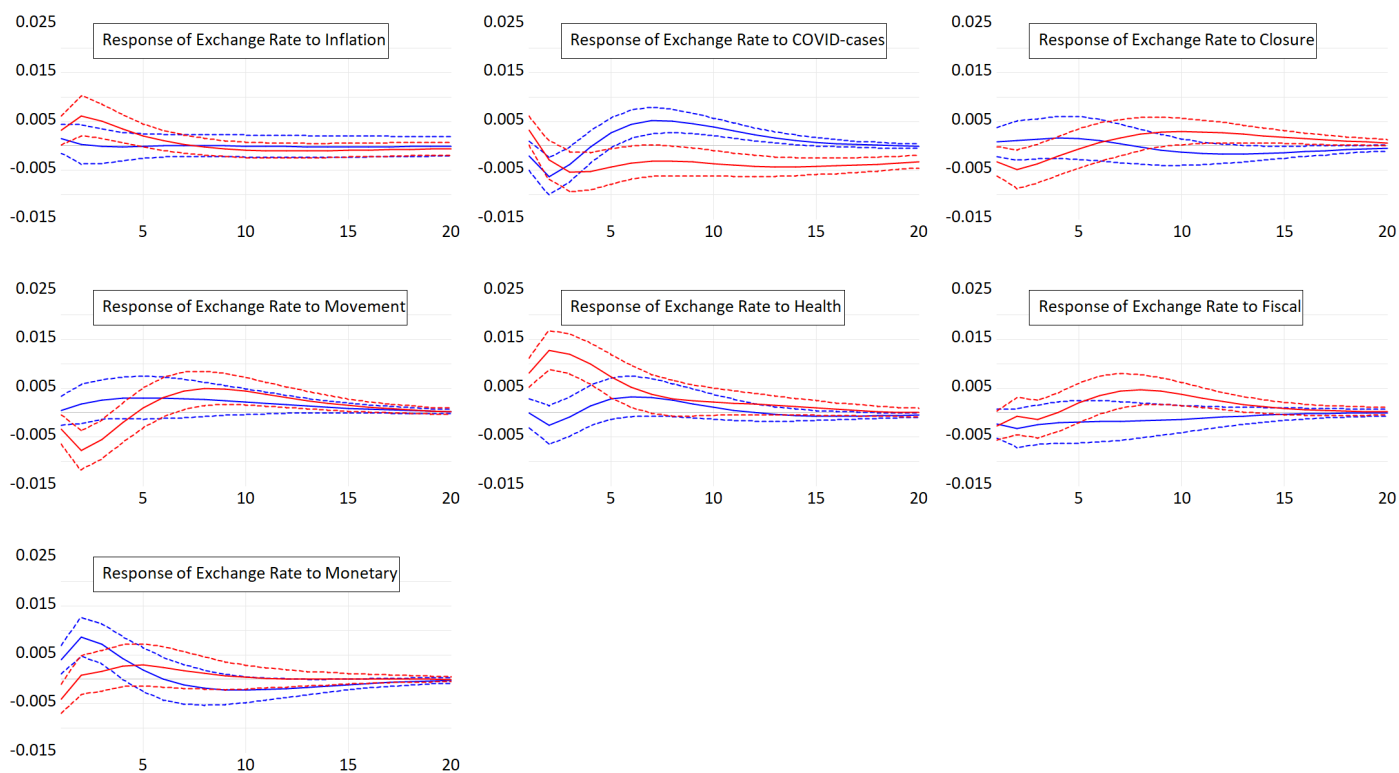 Response of Exchange Rate to Inflation
0.025
0.015
0.005
-0.005
-0.015
5 10 15 20
Response of Exchange Rate to COVID-cases
0.025
0.015
0.005
-0.005
-0.015
5 10 15 20
Response of Exchange Rate to Closure
0.025
0.015
0.005
-0.005
-0.015
5 10 15 20
Response of Exchange Rate to Movement
0.025
0.015
0.005
-0.005
-0.015
5 10 15 20
Response of Exchange Rate to Health
0.025
0.015
0.005
-0.005
-0.015
5 10 15 20
Response of Exchange Rate to Fiscal
0.025
0.015
0.005
-0.005
-0.015
5 10 15 20
Response of Exchange Rate to Monetary
0.025
0.015
0.005
-0.005
-0.015
5 10 15 20